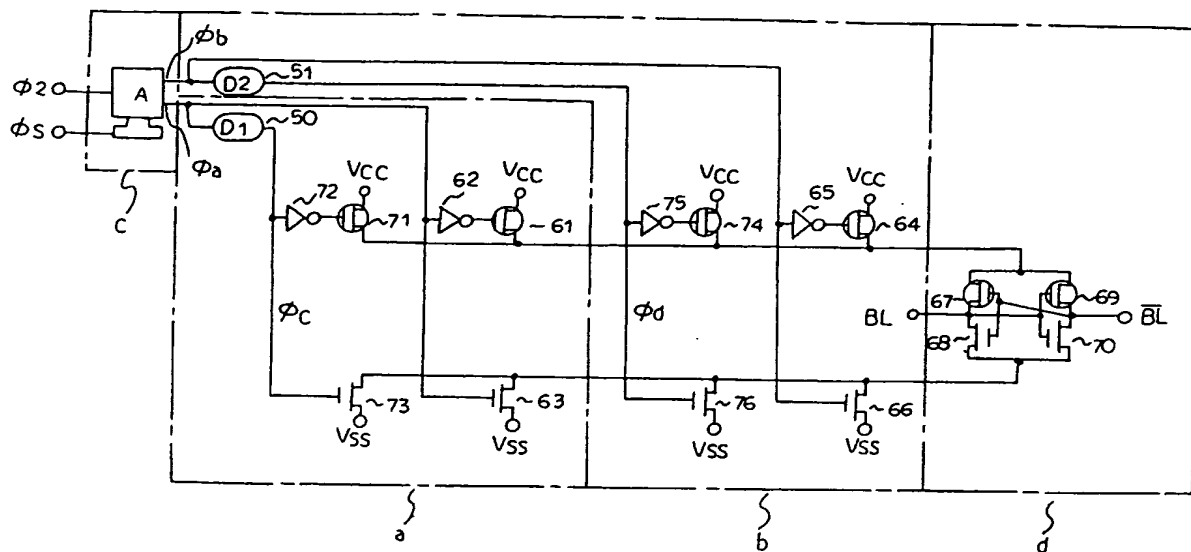 Φb
51
D2
Φ2
A
50
D1
ΦS
Φa
C
VCC
VCC
VCC
VCC
72
62
75
65
71
61
74
64
67
69
ΦC
Φd
BL
BL
68
70
73
63
76
66
VSS
VSS
VSS
VSS
a
b
d